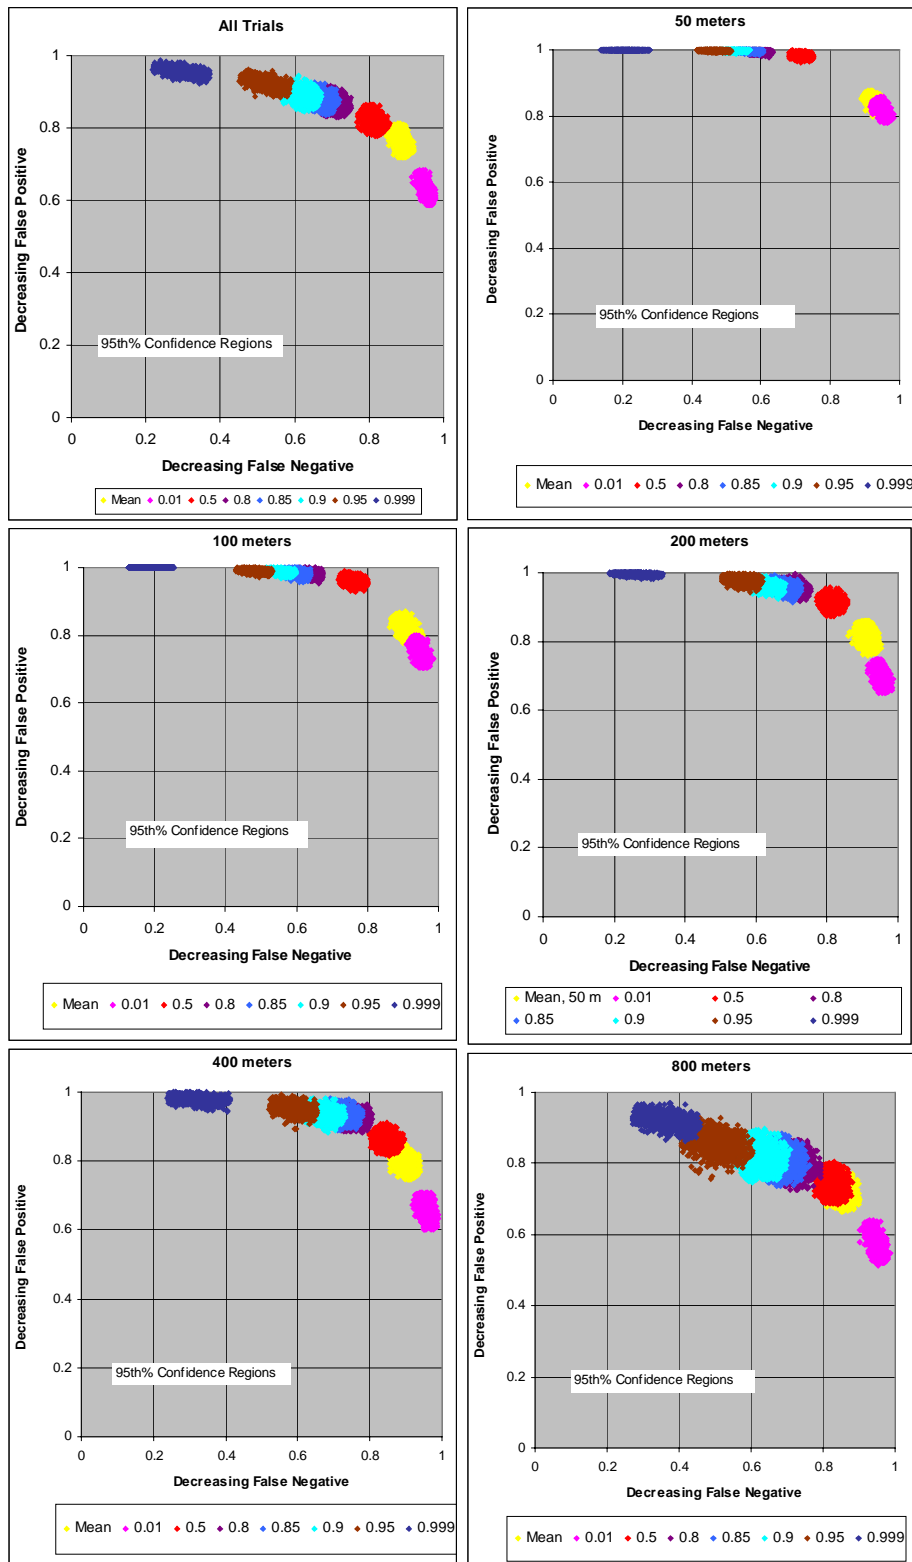 All Trials
1
0.8
0.6
0.4
0.2
0
0 0.2 0.4 0.6 0.8 1
Decreasing False Positive
95th% Confidence Regions
Decreasing False Negative
Mean 0.01 0.5 0.8 0.85 0.9 0.95 0.999
50 meters
1
0.8
0.6
0.4
0.2
0
0 0.2 0.4 0.6 0.8 1
Decreasing False Positive
95th% Confidence Regions
Decreasing False Negative
Mean 0.01 0.5 0.8 0.85 0.9 0.95 0.999
100 meters
1
0.8
0.6
0.4
0.2
0
0 0.2 0.4 0.6 0.8 1
Decreasing False Positive
95th% Confidence Regions
Decreasing False Negative
Mean 0.01 0.5 0.8 0.85 0.9 0.95 0.999
200 meters
1
0.8
0.6
0.4
0.2
0
0 0.2 0.4 0.6 0.8 1
Decreasing False Positive
95th% Confidence Regions
Decreasing False Negative
Mean, 50 m 0.01 0.5 0.8
0.85 0.9 0.95 0.999
400 meters
1
0.8
0.6
0.4
0.2
0
0 0.2 0.4 0.6 0.8 1
Decreasing False Positive
95th% Confidence Regions
Decreasing False Negative
Mean 0.01 0.5 0.8 0.85 0.9 0.95 0.999
800 meters
1
0.8
0.6
0.4
0.2
0
0 0.2 0.4 0.6 0.8 1
Decreasing False Positive
95th% Confidence Regions
Decreasing False Negative
Mean 0.01 0.5 0.8 0.85 0.9 0.95 0.999